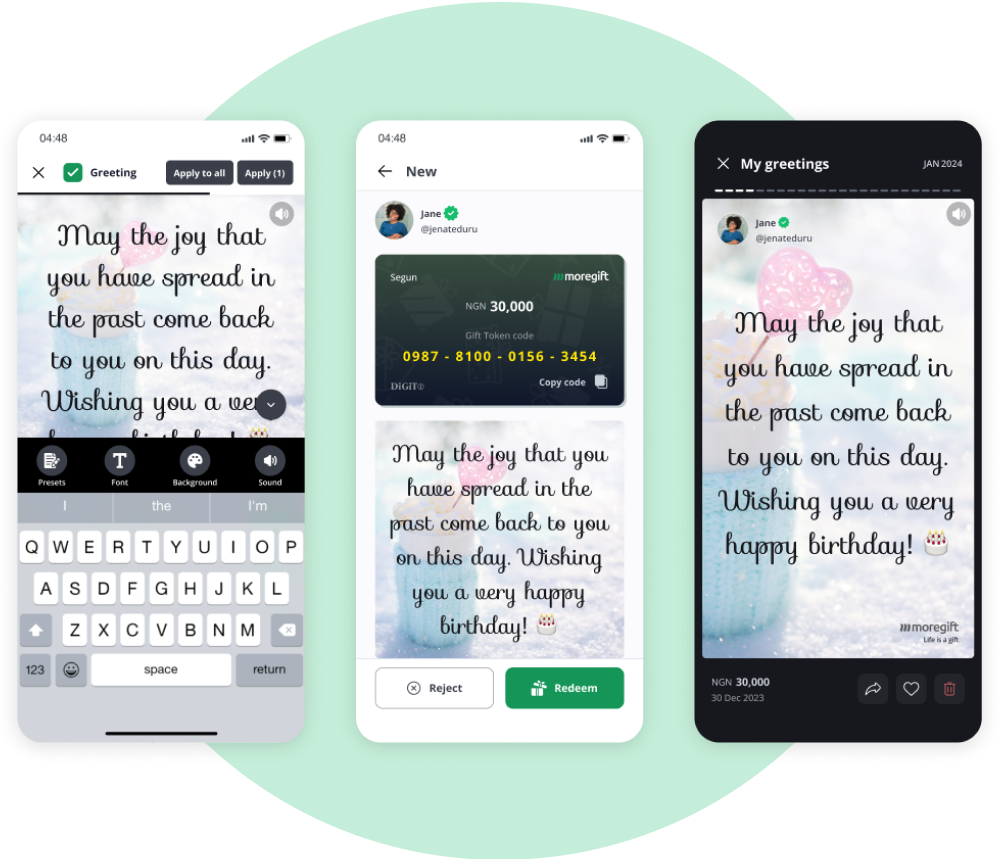 04:48
Greeting
Apply to all
Apply (1)
May the joy that
you have spread in
the past come back
to you on this day.
Wishing you a very
happy birthday! 🎂
Presets
Font
Background
Sound
I
the
I'm
Q W E R T Y U I O P
A S D F G H J K L
Z X C V B N M
123
space
return
04:48
New
Jane
@jenateduru
Segun
moregift
NGN 30,000
Gift Token code
0987 - 8100 - 0156 - 3454
DiGiT
Copy code
May the joy that you
have spread in the
past come back to you
on this day. Wishing
you a very happy
birthday! 🎂
Reject
Redeem
My greetings
JAN 2024
Jane
@jenateduru
May the joy that
you have spread in
the past come back
to you on this day.
Wishing you a very
happy birthday! 🎂
moregift
Life is a gift
NGN 30,000
30 Dec 2023